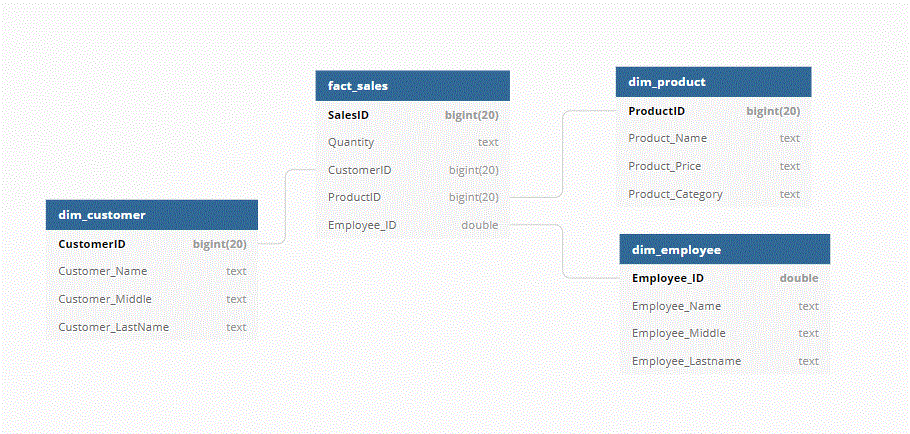 fact_sales
SalesID bigint(20)
Quantity text
CustomerID bigint(20)
ProductID bigint(20)
Employee_ID double
dim_product
ProductID bigint(20)
Product_Name text
Product_Price text
Product_Category text
dim_customer
CustomerID bigint(20)
Customer_Name text
Customer_Middle text
Customer_LastName text
dim_employee
Employee_ID double
Employee_Name text
Employee_Middle text
Employee_Lastname text